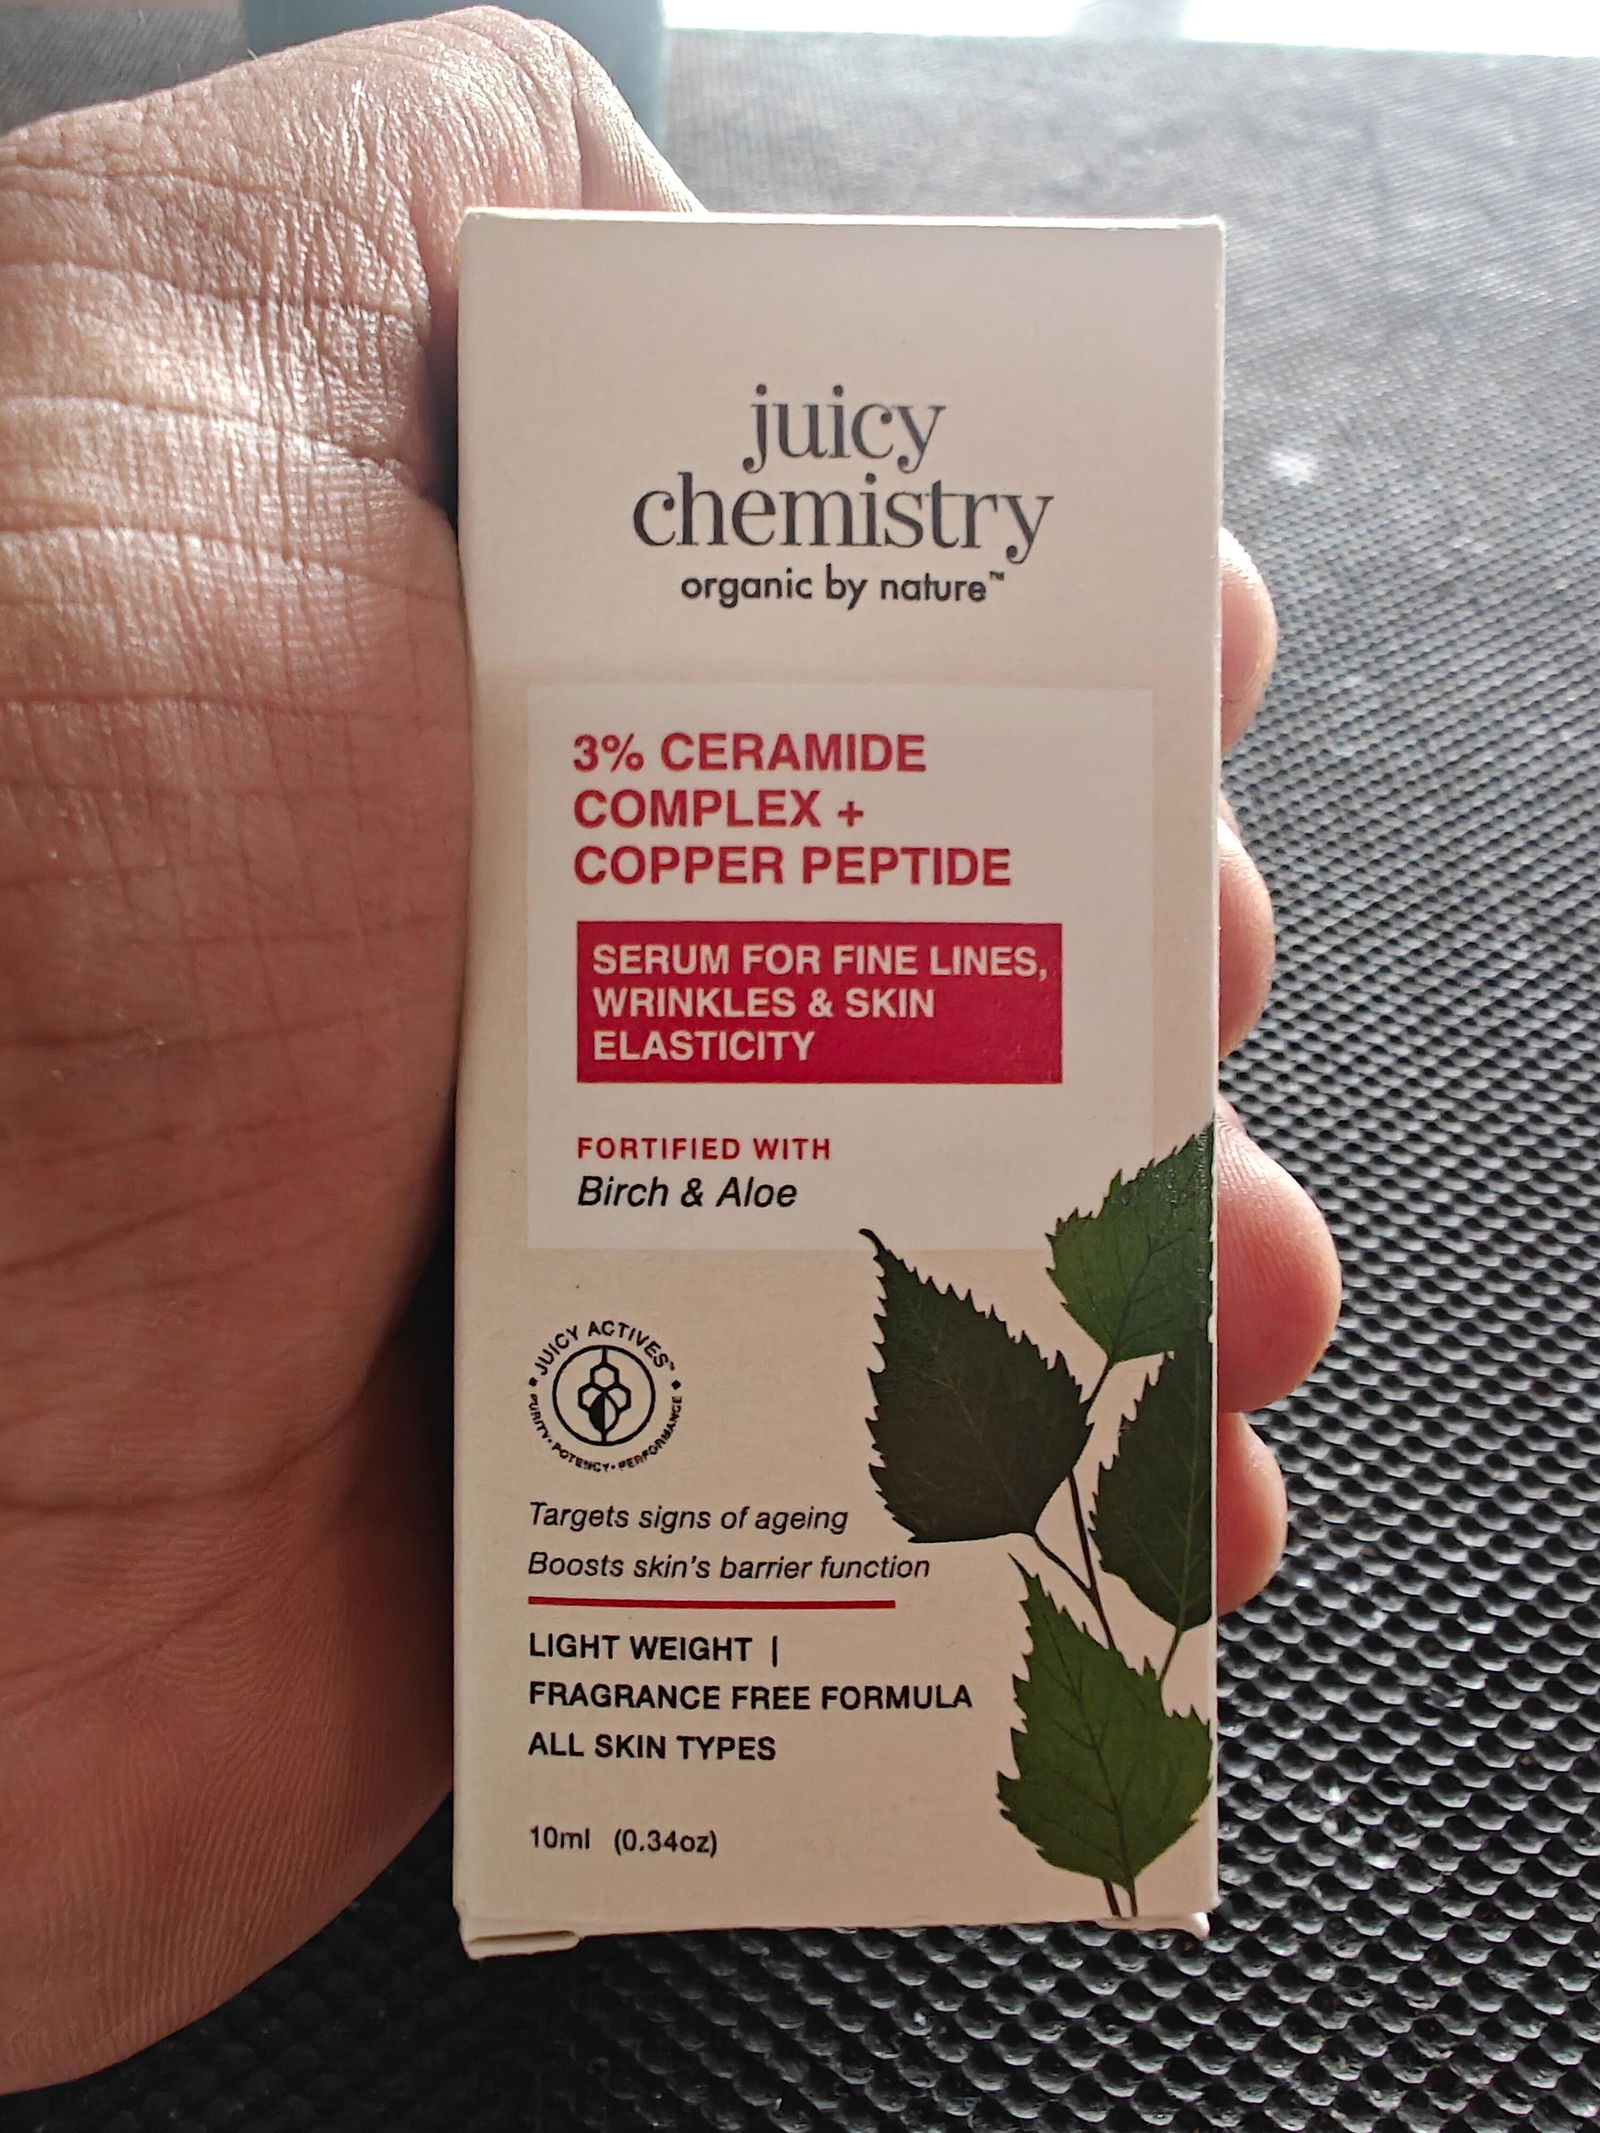 juicy
chemistry
organic by nature™
3% CERAMIDE
COMPLEX +
COPPER PEPTIDE
SERUM FOR FINE LINES,
WRINKLES & SKIN
ELASTICITY
FORTIFIED WITH
Birch & Aloe
JUICY ACTIVES™
PURITY • POTENCY • PERFORMANCE
Targets signs of ageing
Boosts skin's barrier function
LIGHT WEIGHT |
FRAGRANCE FREE FORMULA
ALL SKIN TYPES
10ml (0.34oz)